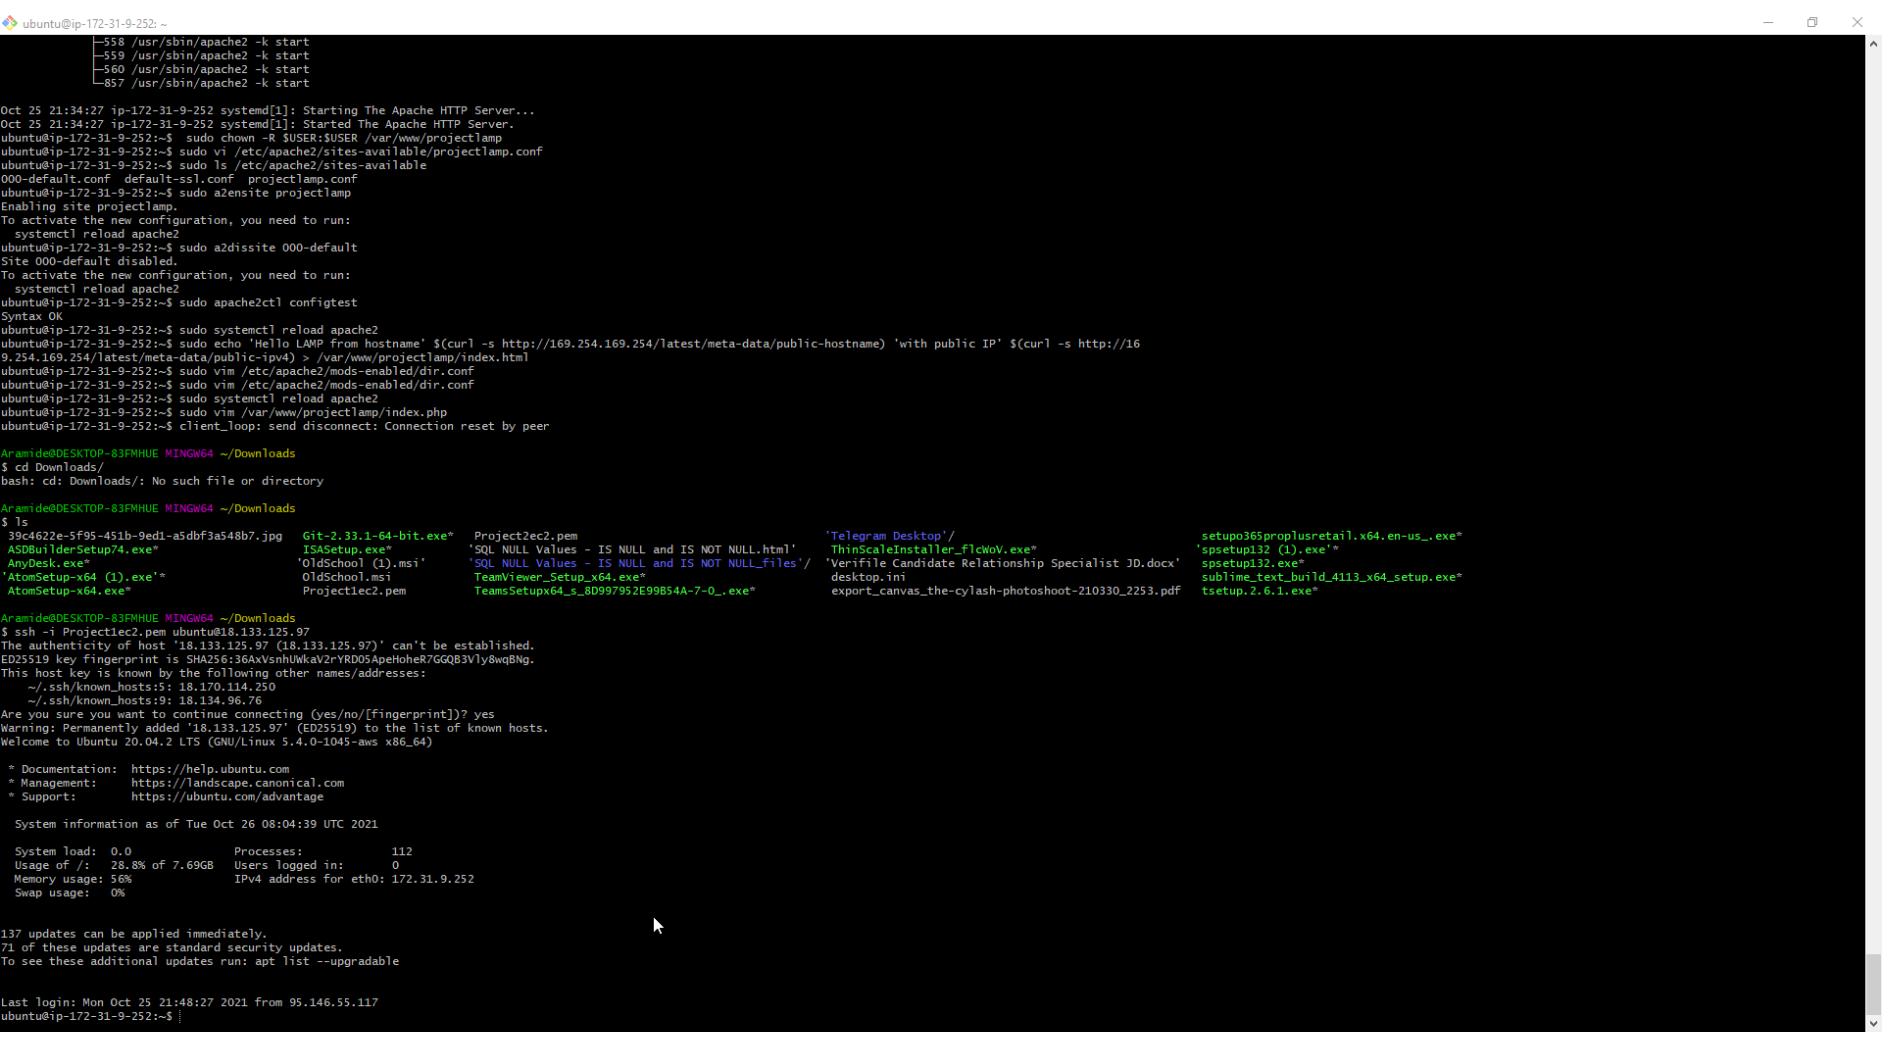 ubuntu@ip-172-31-9-252: ~
├─558 /usr/sbin/apache2 -k start
├─559 /usr/sbin/apache2 -k start
├─560 /usr/sbin/apache2 -k start
└─857 /usr/sbin/apache2 -k start
Oct 25 21:34:27 ip-172-31-9-252 systemd[1]: Starting The Apache HTTP Server...
Oct 25 21:34:27 ip-172-31-9-252 systemd[1]: Started The Apache HTTP Server.
ubuntu@ip-172-31-9-252:~$  sudo chown -R $USER:$USER /var/www/projectlamp
ubuntu@ip-172-31-9-252:~$ sudo vi /etc/apache2/sites-available/projectlamp.conf
ubuntu@ip-172-31-9-252:~$ sudo ls /etc/apache2/sites-available
000-default.conf  default-ssl.conf  projectlamp.conf
ubuntu@ip-172-31-9-252:~$ sudo a2ensite projectlamp
Enabling site projectlamp.
To activate the new configuration, you need to run:
  systemctl reload apache2
ubuntu@ip-172-31-9-252:~$ sudo a2dissite 000-default
Site 000-default disabled.
To activate the new configuration, you need to run:
  systemctl reload apache2
ubuntu@ip-172-31-9-252:~$ sudo apache2ctl configtest
Syntax OK
ubuntu@ip-172-31-9-252:~$ sudo systemctl reload apache2
ubuntu@ip-172-31-9-252:~$ sudo echo 'Hello LAMP from hostname' $(curl -s http://169.254.169.254/latest/meta-data/public-hostname) 'with public IP' $(curl -s http://16
9.254.169.254/latest/meta-data/public-ipv4) > /var/www/projectlamp/index.html
ubuntu@ip-172-31-9-252:~$ sudo vim /etc/apache2/mods-enabled/dir.conf
ubuntu@ip-172-31-9-252:~$ sudo vim /etc/apache2/mods-enabled/dir.conf
ubuntu@ip-172-31-9-252:~$ sudo systemctl reload apache2
ubuntu@ip-172-31-9-252:~$ sudo vim /var/www/projectlamp/index.php
ubuntu@ip-172-31-9-252:~$ client_loop: send disconnect: Connection reset by peer
Aramide@DESKTOP-83FMHUE MINGW64 ~/Downloads
$ cd Downloads/
bash: cd: Downloads/: No such file or directory
Aramide@DESKTOP-83FMHUE MINGW64 ~/Downloads
$ ls
39c4622e-5f95-451b-9ed1-a5dbf3a548b7.jpg  Git-2.33.1-64-bit.exe*  Project2ec2.pem  'Telegram Desktop'/  setupo365proplusretail.x64.en-us_.exe*
ASDBuilderSetup74.exe*  ISASetup.exe*  'SQL NULL Values - IS NULL and IS NOT NULL.html'  ThinScaleInstaller_flcWoV.exe*  'spsetup132 (1).exe'*
AnyDesk.exe*  'OldSchool (1).msi'  'SQL NULL Values - IS NULL and IS NOT NULL_files'/  'Verifile Candidate Relationship Specialist JD.docx'  spsetup132.exe*
'AtomSetup-x64 (1).exe'*  OldSchool.msi  TeamViewer_Setup_x64.exe*  desktop.ini  sublime_text_build_4113_x64_setup.exe*
AtomSetup-x64.exe*  Project1ec2.pem  TeamsSetupx64_s_8D997952E99B54A-7-0_.exe*  export_canvas_the-cylash-photoshoot-210330_2253.pdf  tsetup.2.6.1.exe*
Aramide@DESKTOP-83FMHUE MINGW64 ~/Downloads
$ ssh -i Project1ec2.pem ubuntu@18.133.125.97
The authenticity of host '18.133.125.97 (18.133.125.97)' can't be established.
ED25519 key fingerprint is SHA256:36AxVsnhUWkaV2rYRDO5ApeHoheR7GGQB3Vly8wqBNg.
This host key is known by the following other names/addresses:
    ~/.ssh/known_hosts:5: 18.170.114.250
    ~/.ssh/known_hosts:9: 18.134.96.76
Are you sure you want to continue connecting (yes/no/[fingerprint])? yes
Warning: Permanently added '18.133.125.97' (ED25519) to the list of known hosts.
Welcome to Ubuntu 20.04.2 LTS (GNU/Linux 5.4.0-1045-aws x86_64)
 * Documentation:  https://help.ubuntu.com
 * Management:     https://landscape.canonical.com
 * Support:        https://ubuntu.com/advantage
  System information as of Tue Oct 26 08:04:39 UTC 2021
  System load:  0.0               Processes:             112
  Usage of /:   28.8% of 7.69GB   Users logged in:       0
  Memory usage: 56%               IPv4 address for eth0: 172.31.9.252
  Swap usage:   0%
137 updates can be applied immediately.
71 of these updates are standard security updates.
To see these additional updates run: apt list --upgradable
Last login: Mon Oct 25 21:48:27 2021 from 95.146.55.117
ubuntu@ip-172-31-9-252:~$